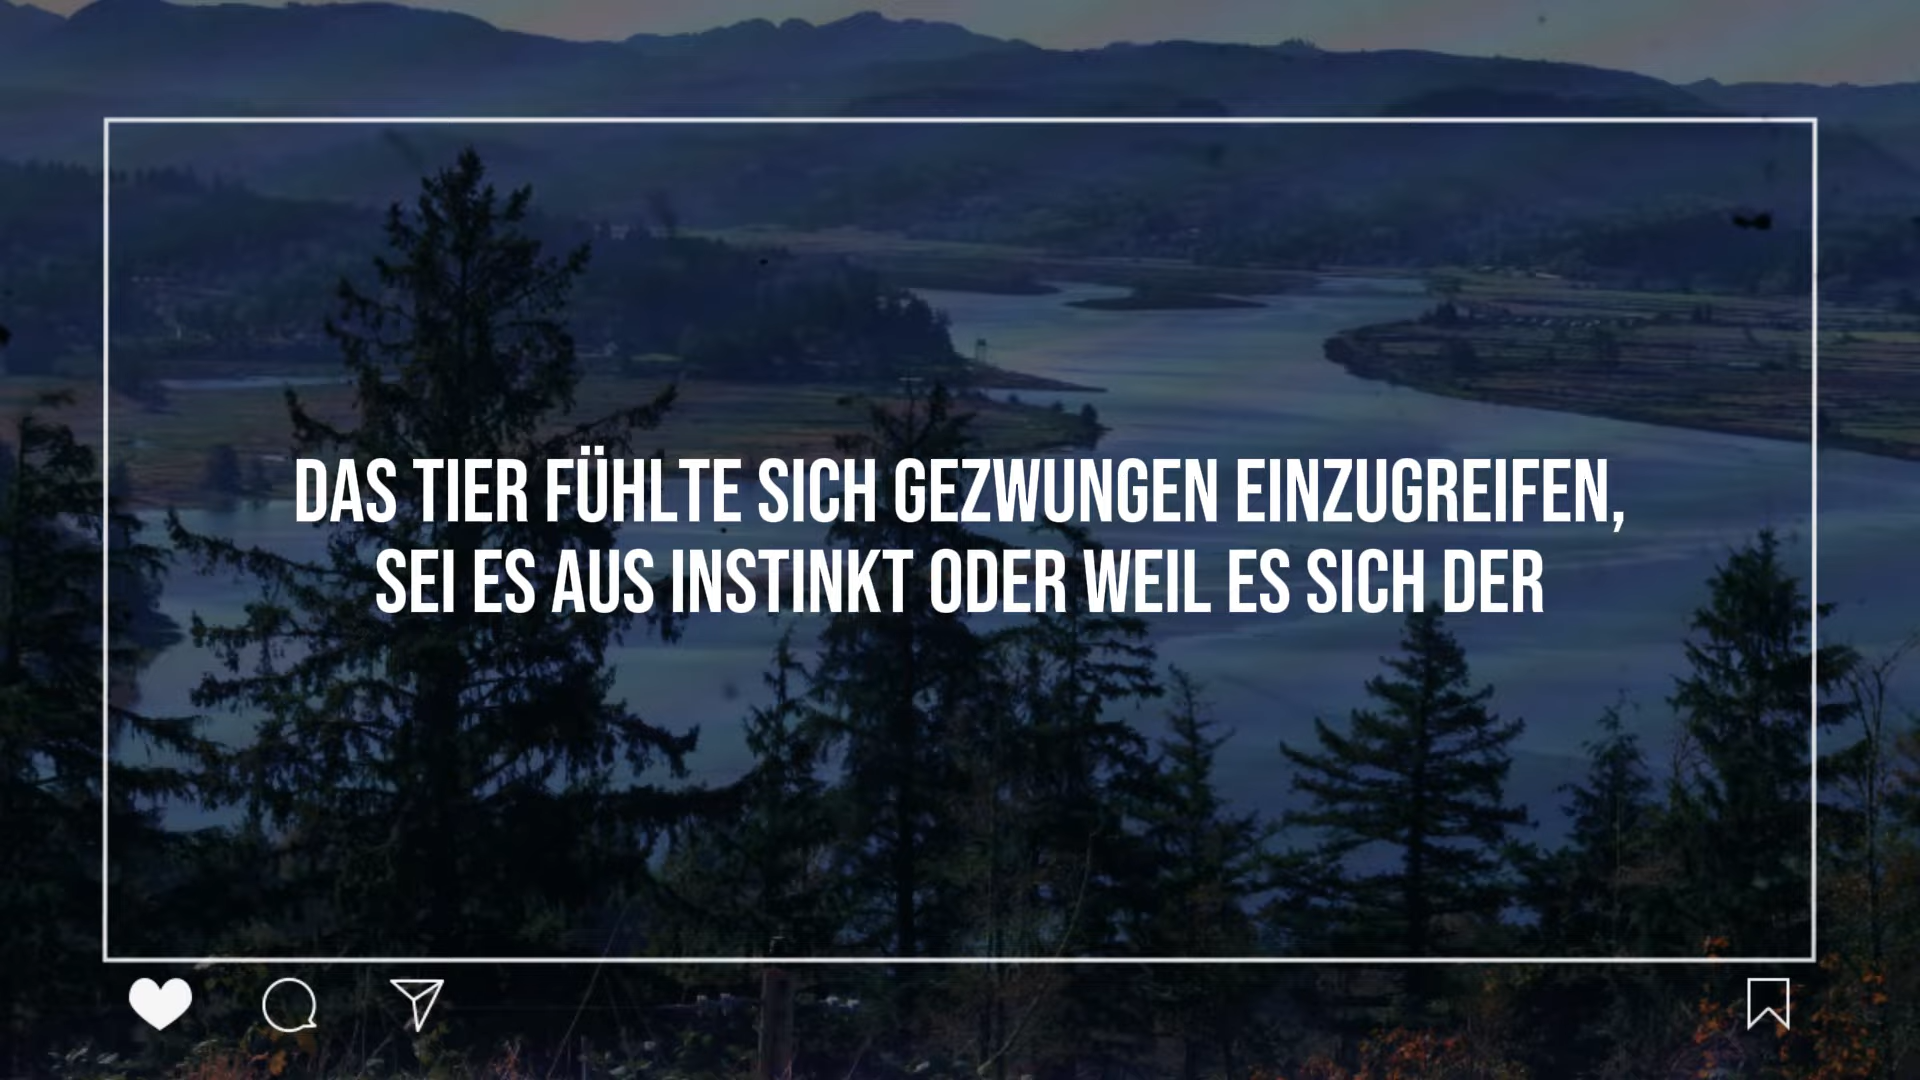 DAS TIER FÜHLTE SICH GEZWUNGEN EINZUGREIFEN,
SEI ES AUS INSTINKT ODER WEIL ES SICH DER